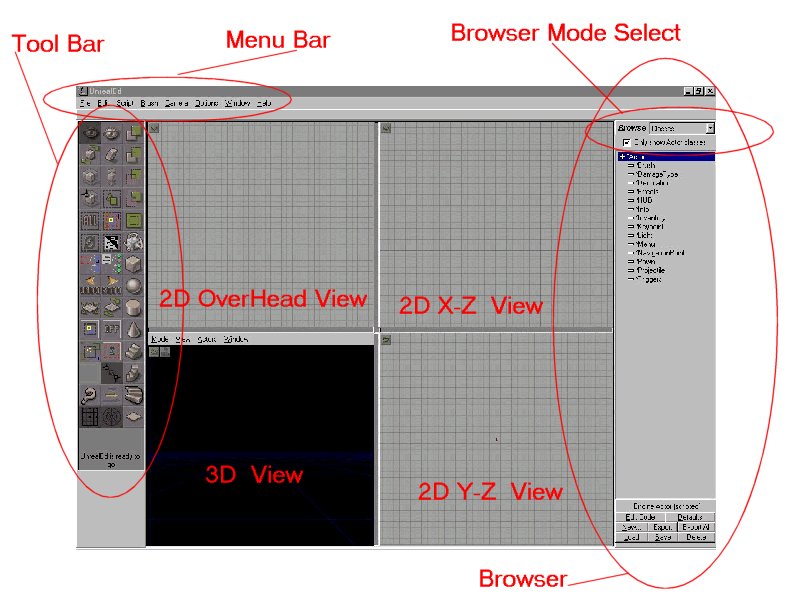 Tool Bar
Menu Bar
Browser Mode Select
UnrealEd
File Edit Script Brush Camera Options Window Help
Browse Classes
Only show Actor classes
Actor
Brush
DamageType
Decoration
Effects
HUD
Info
Inventory
Keypoint
Light
Menu
NavigationPoint
Pawn
Projectile
Triggers
2D OverHead View
2D X-Z View
Mode View Actors Window
UnrealEd is ready to
go
3D View
2D Y-Z View
Engine.Actor (scripted)
Edit Code Defaults
New... Export Export All
Load Save Delete
Browser